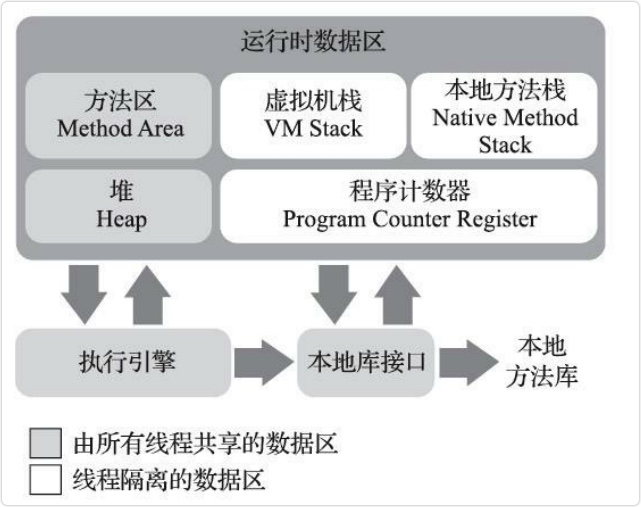 运行时数据区
方法区
Method Area
虚拟机栈
VM Stack
本地方法栈
Native Method
Stack
堆
Heap
程序计数器
Program Counter Register
执行引擎
本地库接口
本地
方法库
由所有线程共享的数据区
线程隔离的数据区